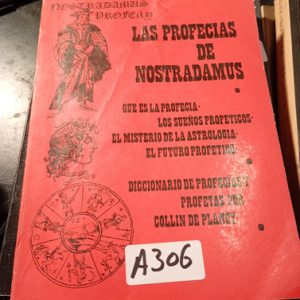 NOSTRADAMUS
PROFECÍA
LAS PROFECIAS
DE
NOSTRADAMUS
QUE ES LA PROFECIA·
LOS SUEÑOS PROFETICOS·
EL MISTERIO DE LA ASTROLOGIA·
EL FUTURO PROFETICO·
DICCIONARIO DE PROFECIAS Y
PROFETAS POR
COLLIN DE PLANCY
A306